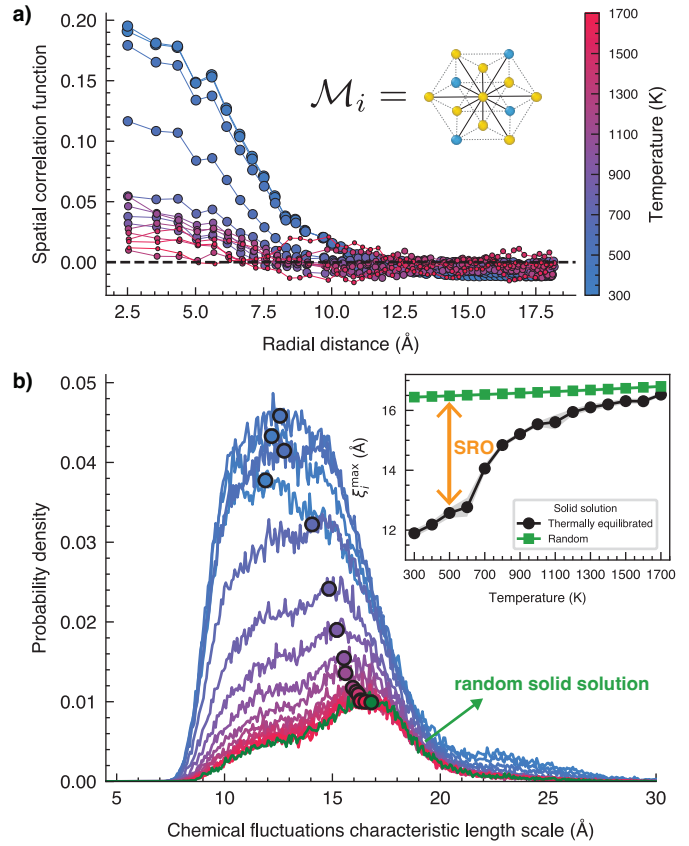 a)
0.20
0.15
0.10
0.05
0.00
Spatial correlation function
2.5 5.0 7.5 10.0 12.5 15.0 17.5
Radial distance (Å)
ℳᵢ =
1700
1500
1300
1100
900
700
500
300
Temperature (K)
b)
0.05
0.04
0.03
0.02
0.01
0.00
Probability density
5 10 15 20 25 30
Chemical fluctuations characteristic length scale (Å)
random solid solution
16
14
12
ξᵢᵐᵃˣ (Å)
SRO
Solid solution
Thermally equilibrated
Random
300 500 700 900 1100 1300 1500 1700
Temperature (K)